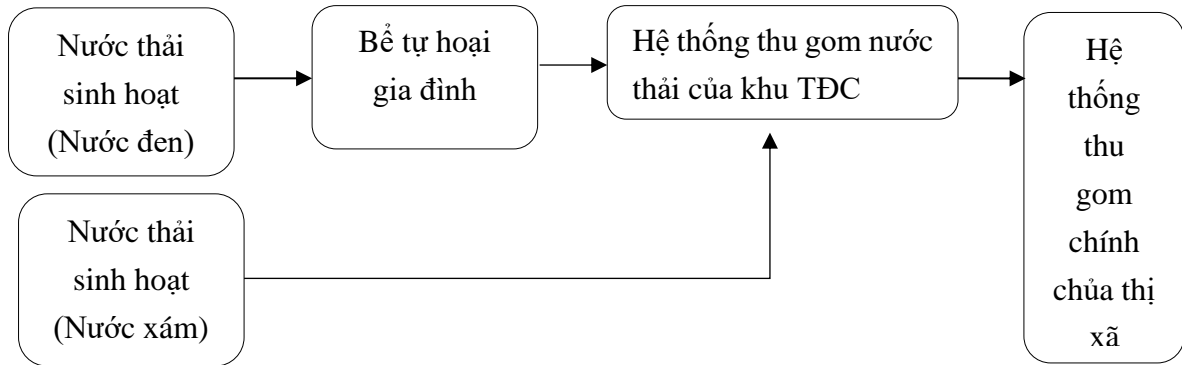 Nước thải
sinh hoạt
(Nước đen)
Bể tự hoại
gia đình
Hệ thống thu gom nước
thải của khu TĐC
Hệ
thống
thu
gom
chính
chủa thị
xã
Nước thải
sinh hoạt
(Nước xám)